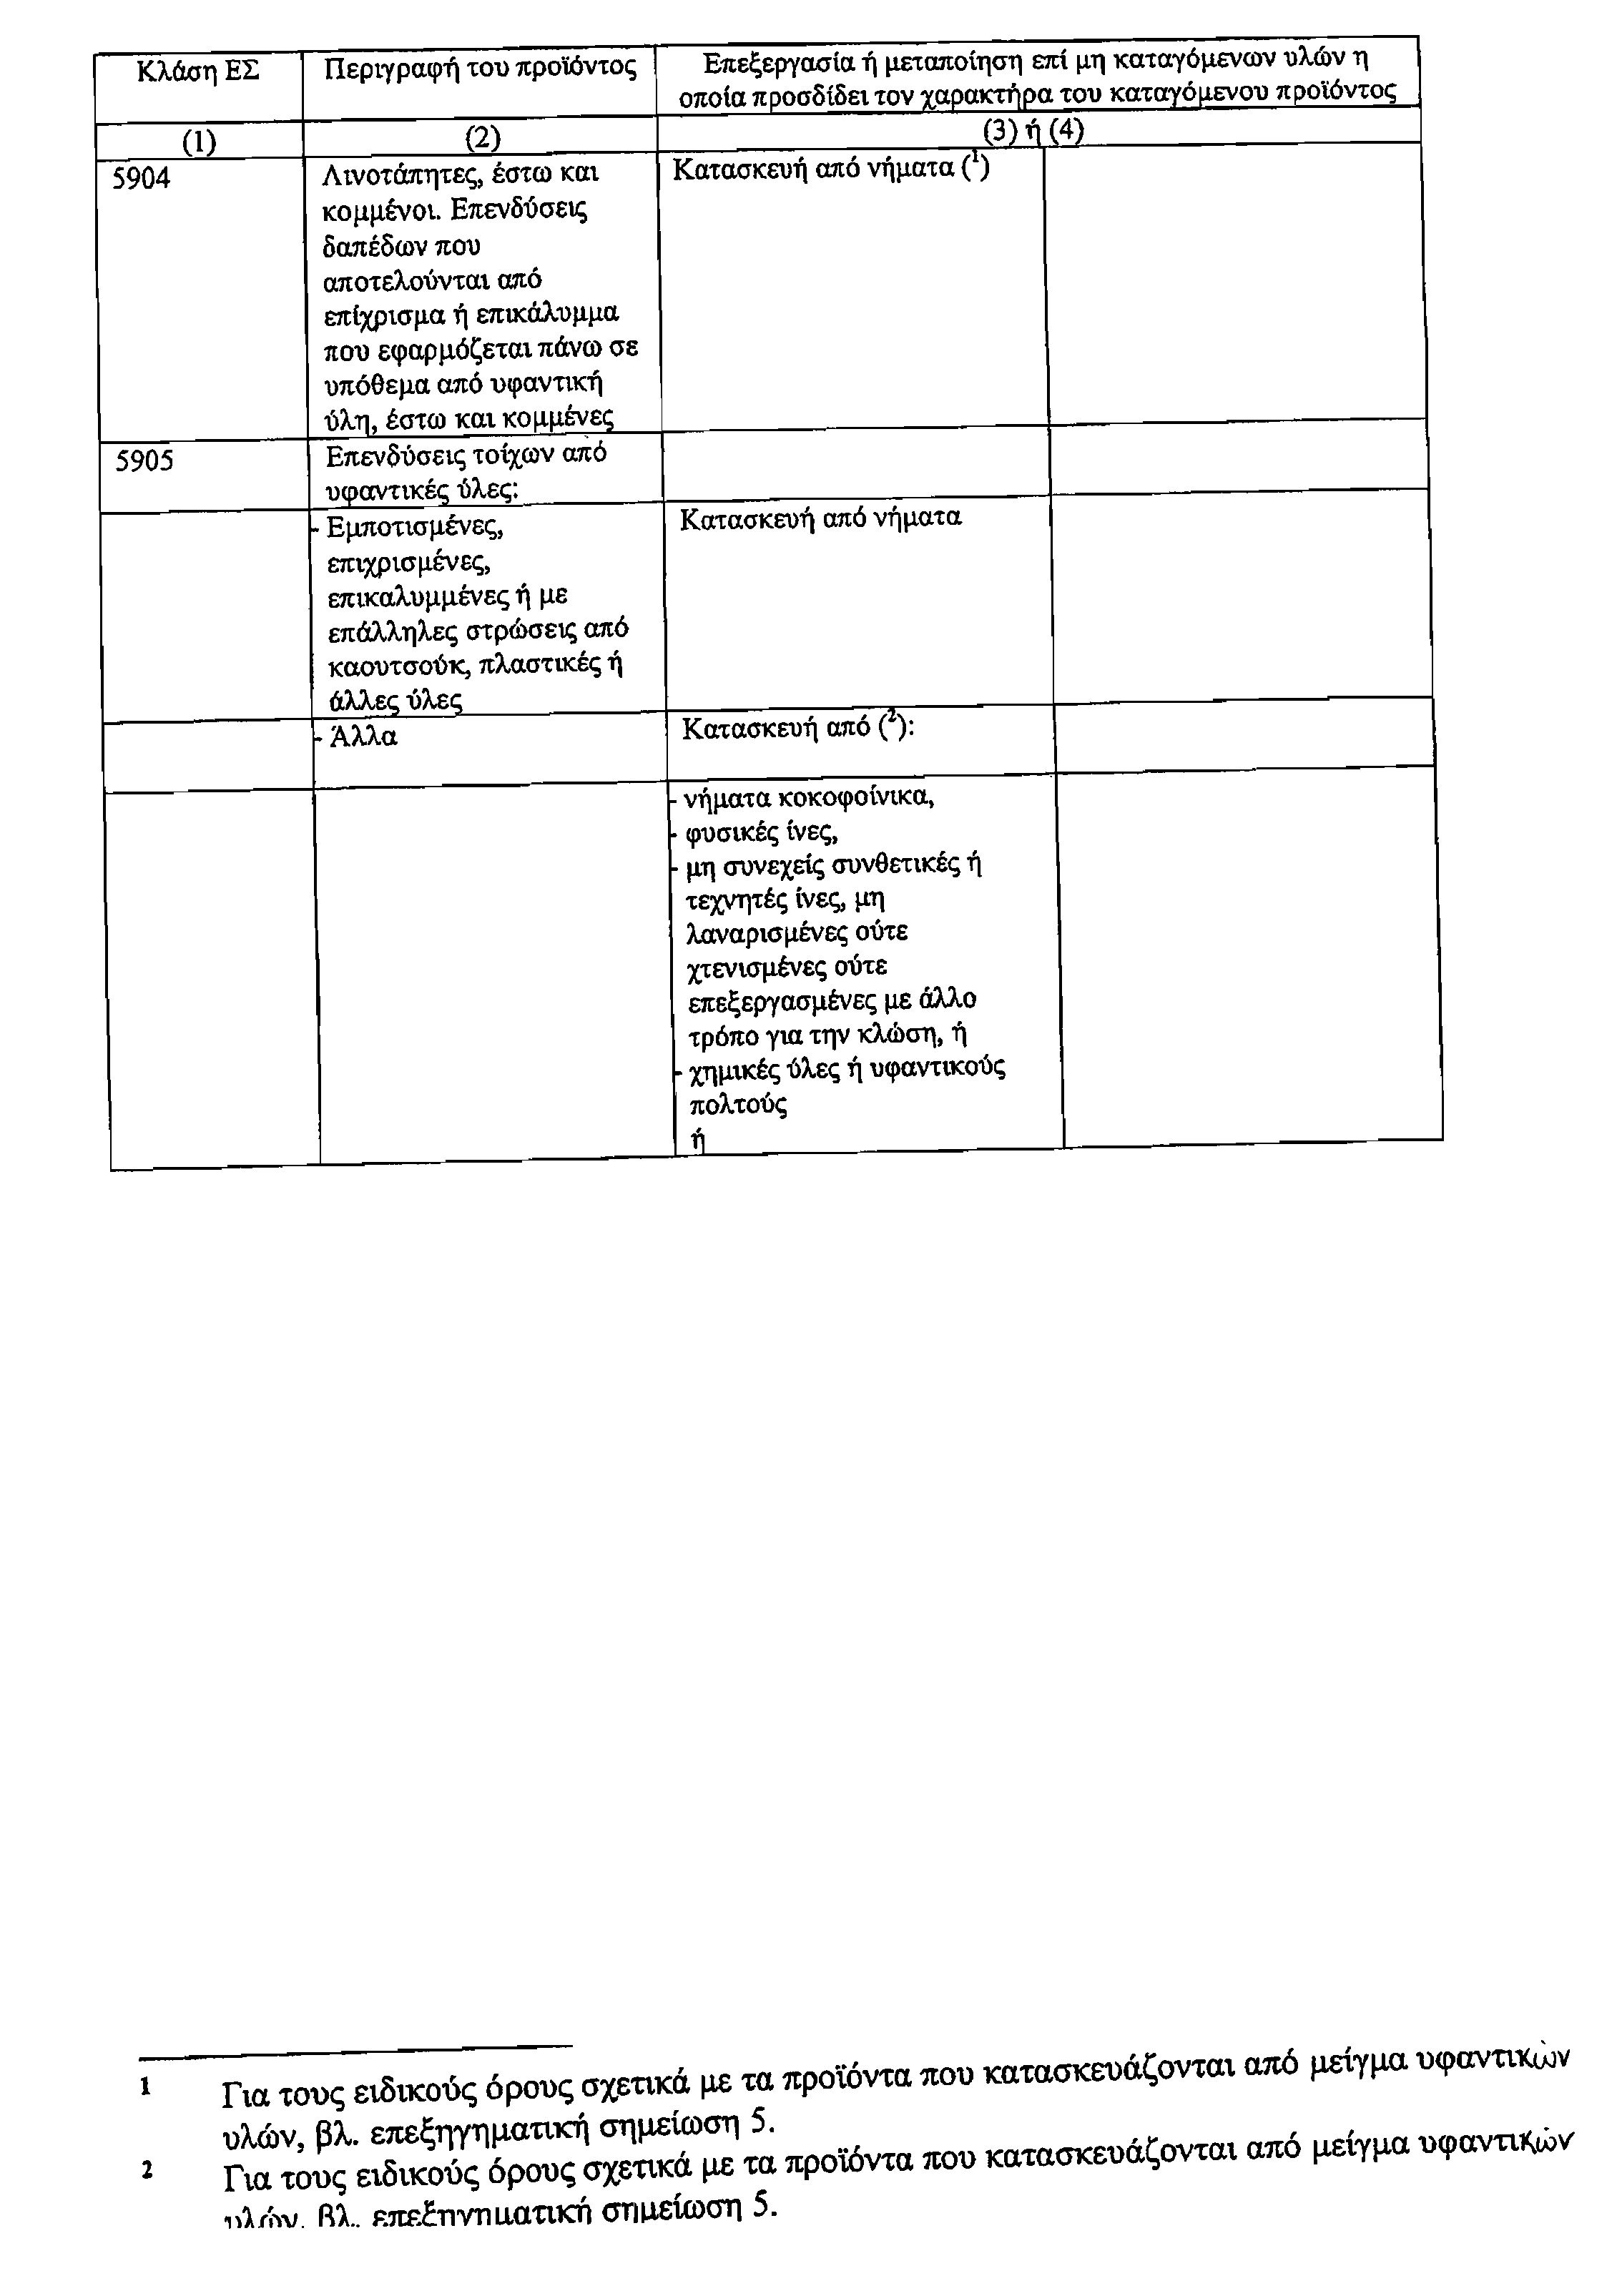 Κλάση ΕΣ
Περιγραφή του προϊόντος
Επεξεργασία ή μεταποίηση επί μη καταγόμενων υλών η
οποία προσδίδει τον χαρακτήρα του καταγόμενου προϊόντος
(1)
(2)
(3) ή (4)
5904
Λινοτάπητες, έστω και
κομμένοι. Επενδύσεις
δαπέδων που
αποτελούνται από
επίχρισμα ή επικάλυμμα
που εφαρμόζεται πάνω σε
υπόθεμα από υφαντική
ύλη, έστω και κομμένες
Κατασκευή από νήματα (¹)
5905
Επενδύσεις τοίχων από
υφαντικές ύλες:
- Εμποτισμένες,
επιχρισμένες,
επικαλυμμένες ή με
επάλληλες στρώσεις από
καουτσούκ, πλαστικές ή
άλλες ύλες
Κατασκευή από νήματα
- Άλλα
Κατασκευή από (²):
- νήματα κοκοφοίνικα,
- φυσικές ίνες,
- μη συνεχείς συνθετικές ή
τεχνητές ίνες, μη
λαναρισμένες ούτε
χτενισμένες ούτε
επεξεργασμένες με άλλο
τρόπο για την κλώση, ή
- χημικές ύλες ή υφαντικούς
πολτούς
ή
1 Για τους ειδικούς όρους σχετικά με τα προϊόντα που κατασκευάζονται από μείγμα υφαντικών
υλών, βλ. επεξηγηματική σημείωση 5.
2 Για τους ειδικούς όρους σχετικά με τα προϊόντα που κατασκευάζονται από μείγμα υφαντικών
υλών, βλ. επεξηγηματική σημείωση 5.